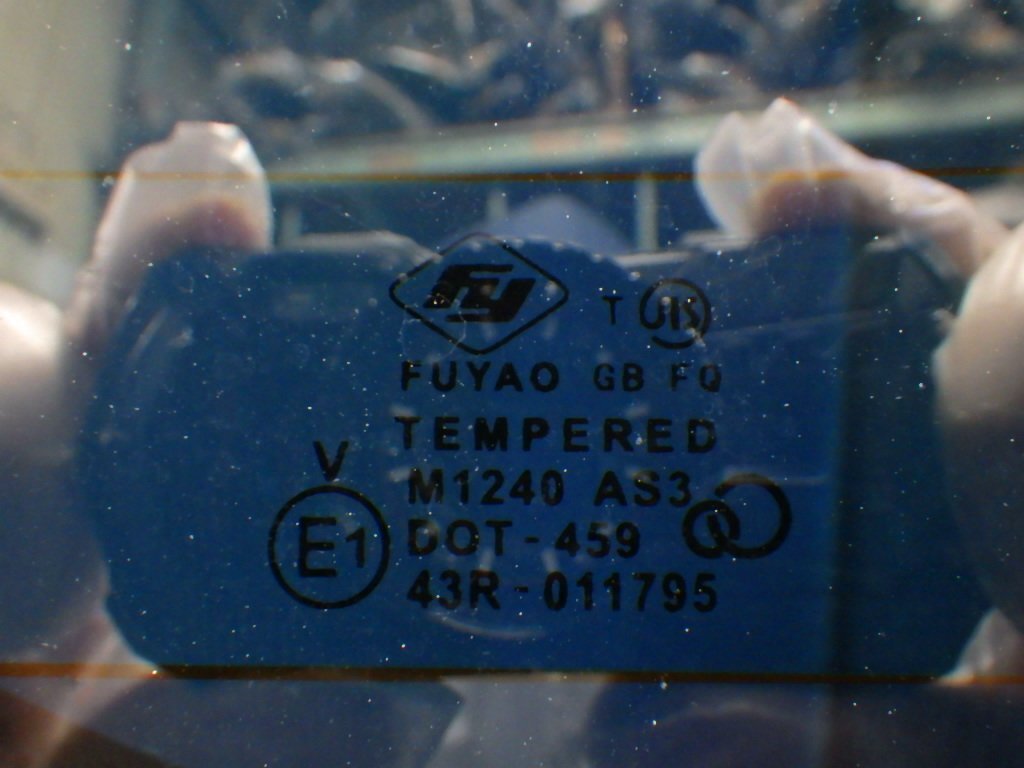 FY
T JIS
FUYAO GB FQ
TEMPERED
V
M1240 AS3
E1
DOT-459
43R-011795